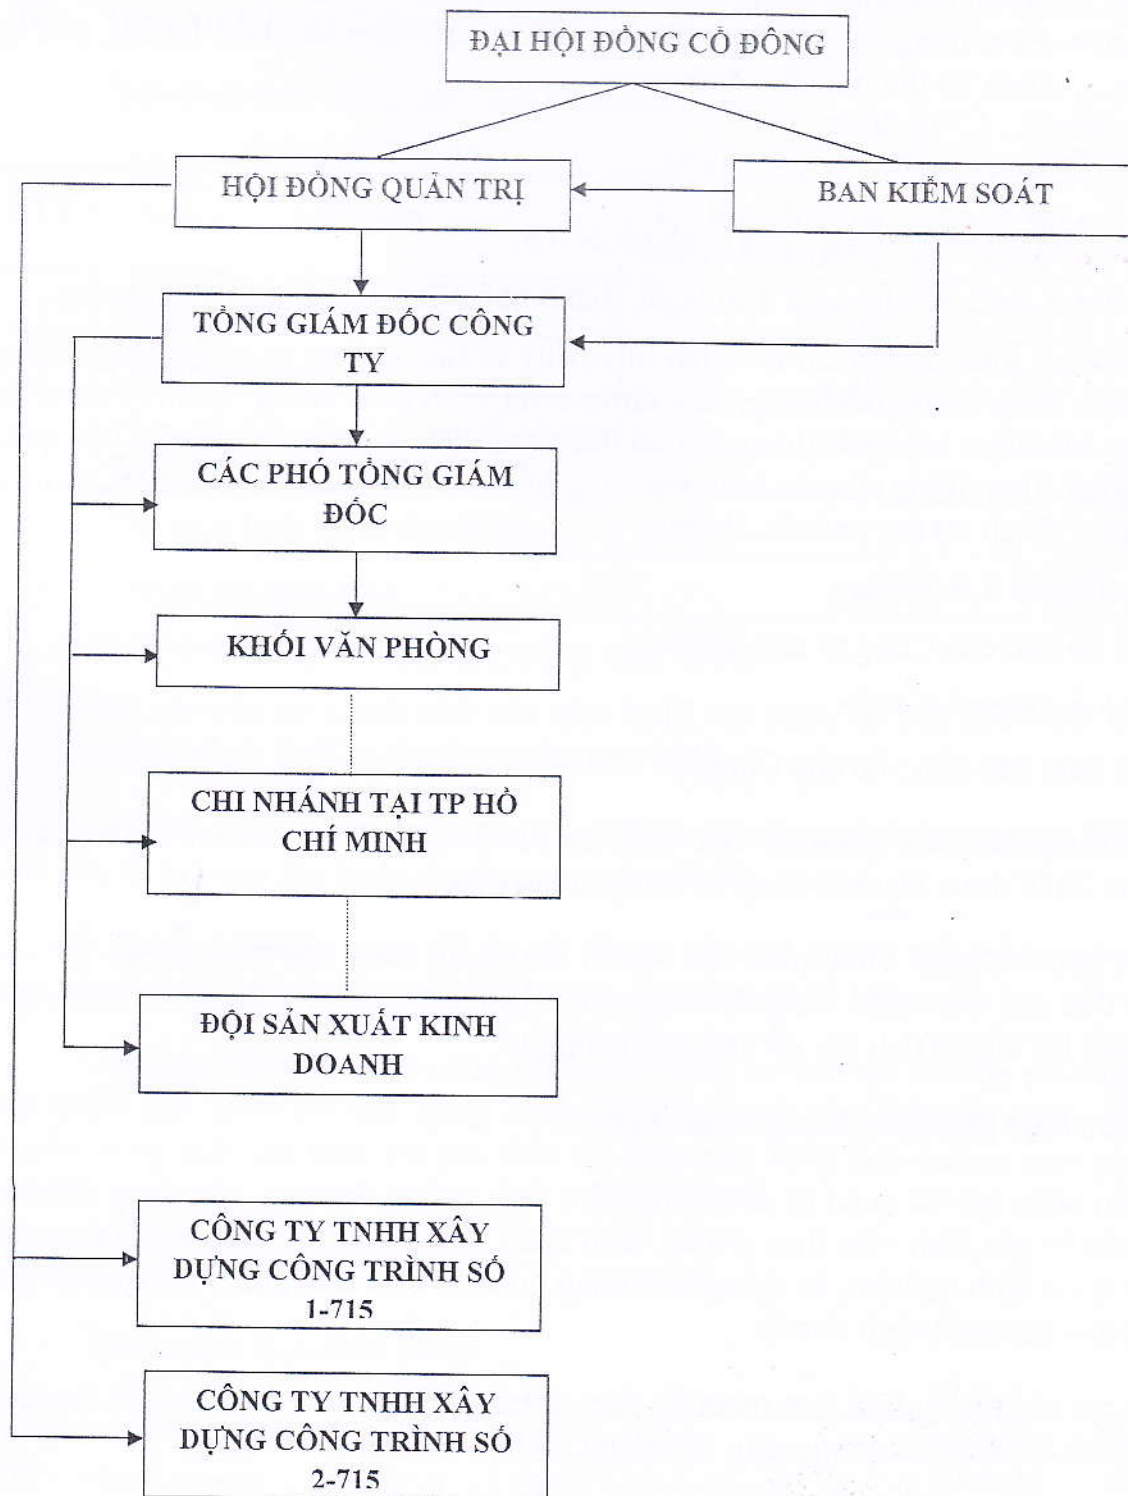 ĐẠI HỘI ĐỒNG CỔ ĐÔNG
HỘI ĐỒNG QUẢN TRỊ
BAN KIỂM SOÁT
TỔNG GIÁM ĐỐC CÔNG
TY
CÁC PHÓ TỔNG GIÁM
ĐỐC
KHỐI VĂN PHÒNG
CHI NHÁNH TẠI TP HỒ
CHÍ MINH
ĐỘI SẢN XUẤT KINH
DOANH
CÔNG TY TNHH XÂY
DỰNG CÔNG TRÌNH SỐ
1-715
CÔNG TY TNHH XÂY
DỰNG CÔNG TRÌNH SỐ
2-715